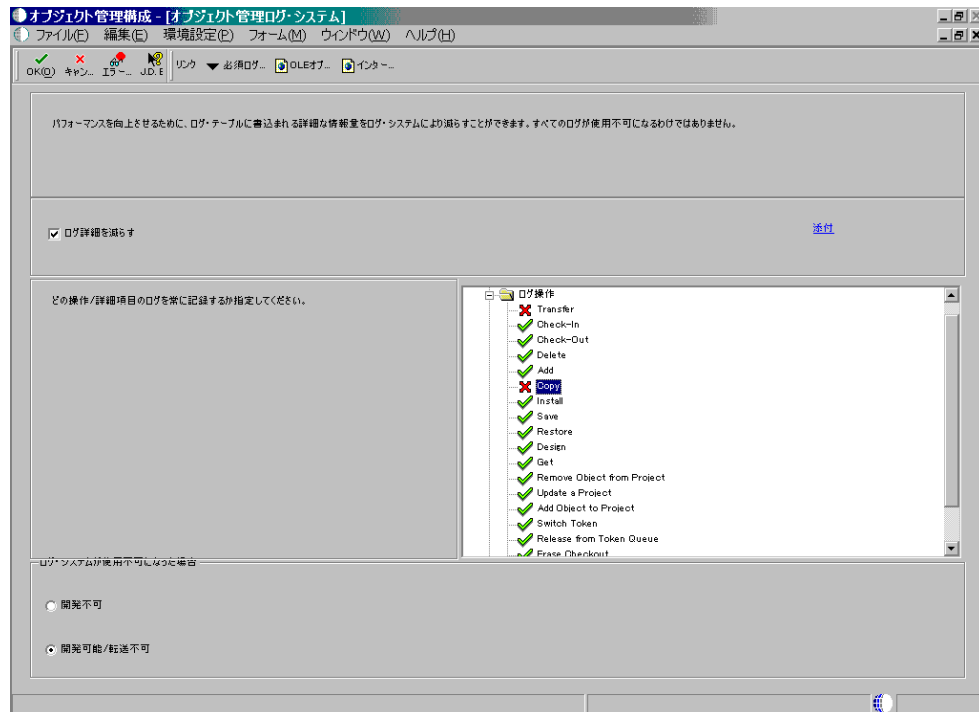 オブジェクト管理構成 - [オブジェクト管理ログ・システム]
ファイル(F) 編集(E) 環境設定(P) フォーム(M) ウィンドウ(W) ヘルプ(H)
OK(O) キャン... エラー... J.D. E リンク 必須ログ... OLEオブ... インター...
パフォーマンスを向上させるために、ログ・テーブルに書込まれる詳細な情報量をログ・システムにより減らすことができます。すべてのログが使用不可になるわけではありません。
ログ詳細を減らす
添付
どの操作/詳細項目のログを常に記録するか指定してください。
ログ操作
Transfer
Check-In
Check-Out
Delete
Add
Copy
Install
Save
Restore
Design
Get
Remove Object from Project
Update a Project
Add Object to Project
Switch Token
Release from Token Queue
Erase Checkout
ログ・システムが使用不可になった場合
開発不可
開発可能/転送不可